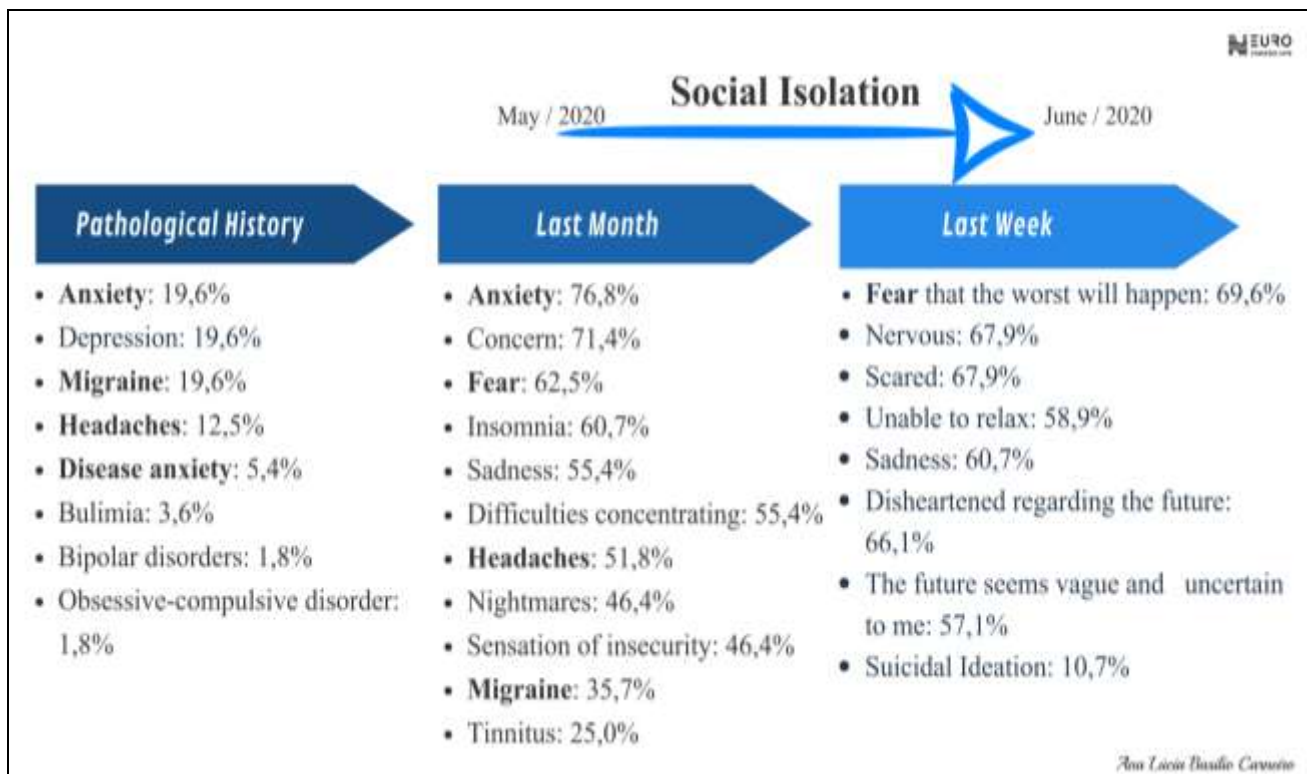 NEURO
Social Isolation
May / 2020
June / 2020
Pathological History
• Anxiety: 19,6%
• Depression: 19,6%
• Migraine: 19,6%
• Headaches: 12,5%
• Disease anxiety: 5,4%
• Bulimia: 3,6%
• Bipolar disorders: 1,8%
• Obsessive-compulsive disorder:
1,8%
Last Month
• Anxiety: 76,8%
• Concern: 71,4%
• Fear: 62,5%
• Insomnia: 60,7%
• Sadness: 55,4%
• Difficulties concentrating: 55,4%
• Headaches: 51,8%
• Nightmares: 46,4%
• Sensation of insecurity: 46,4%
• Migraine: 35,7%
• Tinnitus: 25,0%
Last Week
• Fear that the worst will happen: 69,6%
• Nervous: 67,9%
• Scared: 67,9%
• Unable to relax: 58,9%
• Sadness: 60,7%
• Disheartened regarding the future:
66,1%
• The future seems vague and uncertain
to me: 57,1%
• Suicidal Ideation: 10,7%
Ana Lúcia Basilio